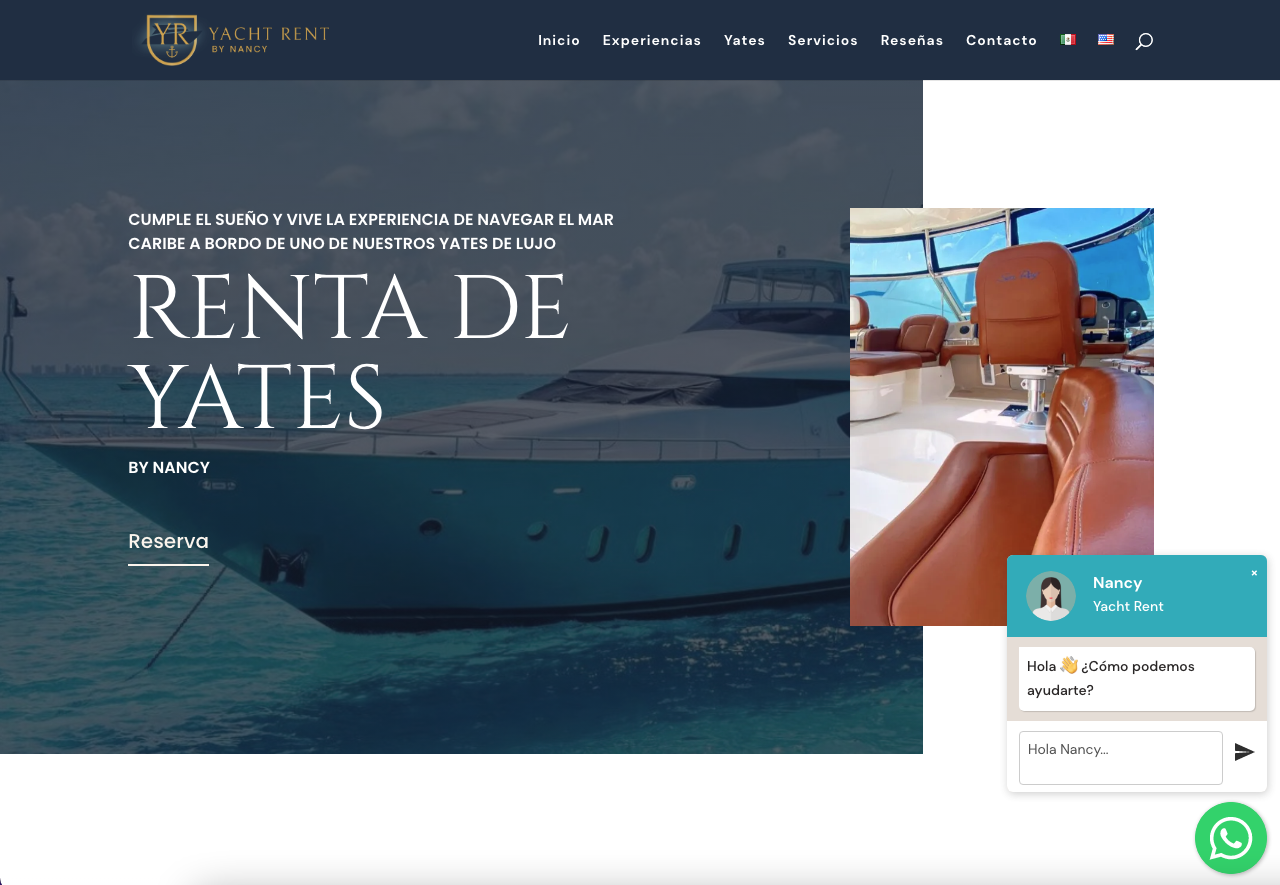 YR YACHT RENT
BY NANCY
Inicio Experiencias Yates Servicios Reseñas Contacto
CUMPLE EL SUEÑO Y VIVE LA EXPERIENCIA DE NAVEGAR EL MAR
CARIBE A BORDO DE UNO DE NUESTROS YATES DE LUJO
RENTA DE
YATES
BY NANCY
Reserva
Nancy
Yacht Rent
×
Hola 👋 ¿Cómo podemos
ayudarte?
Hola Nancy...